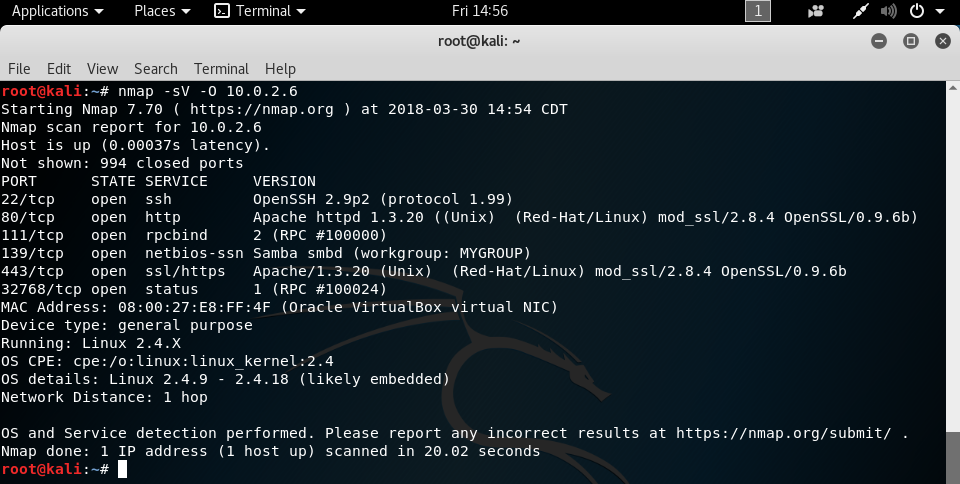 Applications Places Terminal Fri 14:56 1
root@kali: ~
File Edit View Search Terminal Help
root@kali:~# nmap -sV -O 10.0.2.6
Starting Nmap 7.70 ( https://nmap.org ) at 2018-03-30 14:54 CDT
Nmap scan report for 10.0.2.6
Host is up (0.00037s latency).
Not shown: 994 closed ports
PORT      STATE SERVICE     VERSION
22/tcp    open  ssh         OpenSSH 2.9p2 (protocol 1.99)
80/tcp    open  http        Apache httpd 1.3.20 ((Unix)  (Red-Hat/Linux) mod_ssl/2.8.4 OpenSSL/0.9.6b)
111/tcp   open  rpcbind     2 (RPC #100000)
139/tcp   open  netbios-ssn Samba smbd (workgroup: MYGROUP)
443/tcp   open  ssl/https   Apache/1.3.20 (Unix)  (Red-Hat/Linux) mod_ssl/2.8.4 OpenSSL/0.9.6b
32768/tcp open  status      1 (RPC #100024)
MAC Address: 08:00:27:E8:FF:4F (Oracle VirtualBox virtual NIC)
Device type: general purpose
Running: Linux 2.4.X
OS CPE: cpe:/o:linux:linux_kernel:2.4
OS details: Linux 2.4.9 - 2.4.18 (likely embedded)
Network Distance: 1 hop

OS and Service detection performed. Please report any incorrect results at https://nmap.org/submit/ .
Nmap done: 1 IP address (1 host up) scanned in 20.02 seconds
root@kali:~#